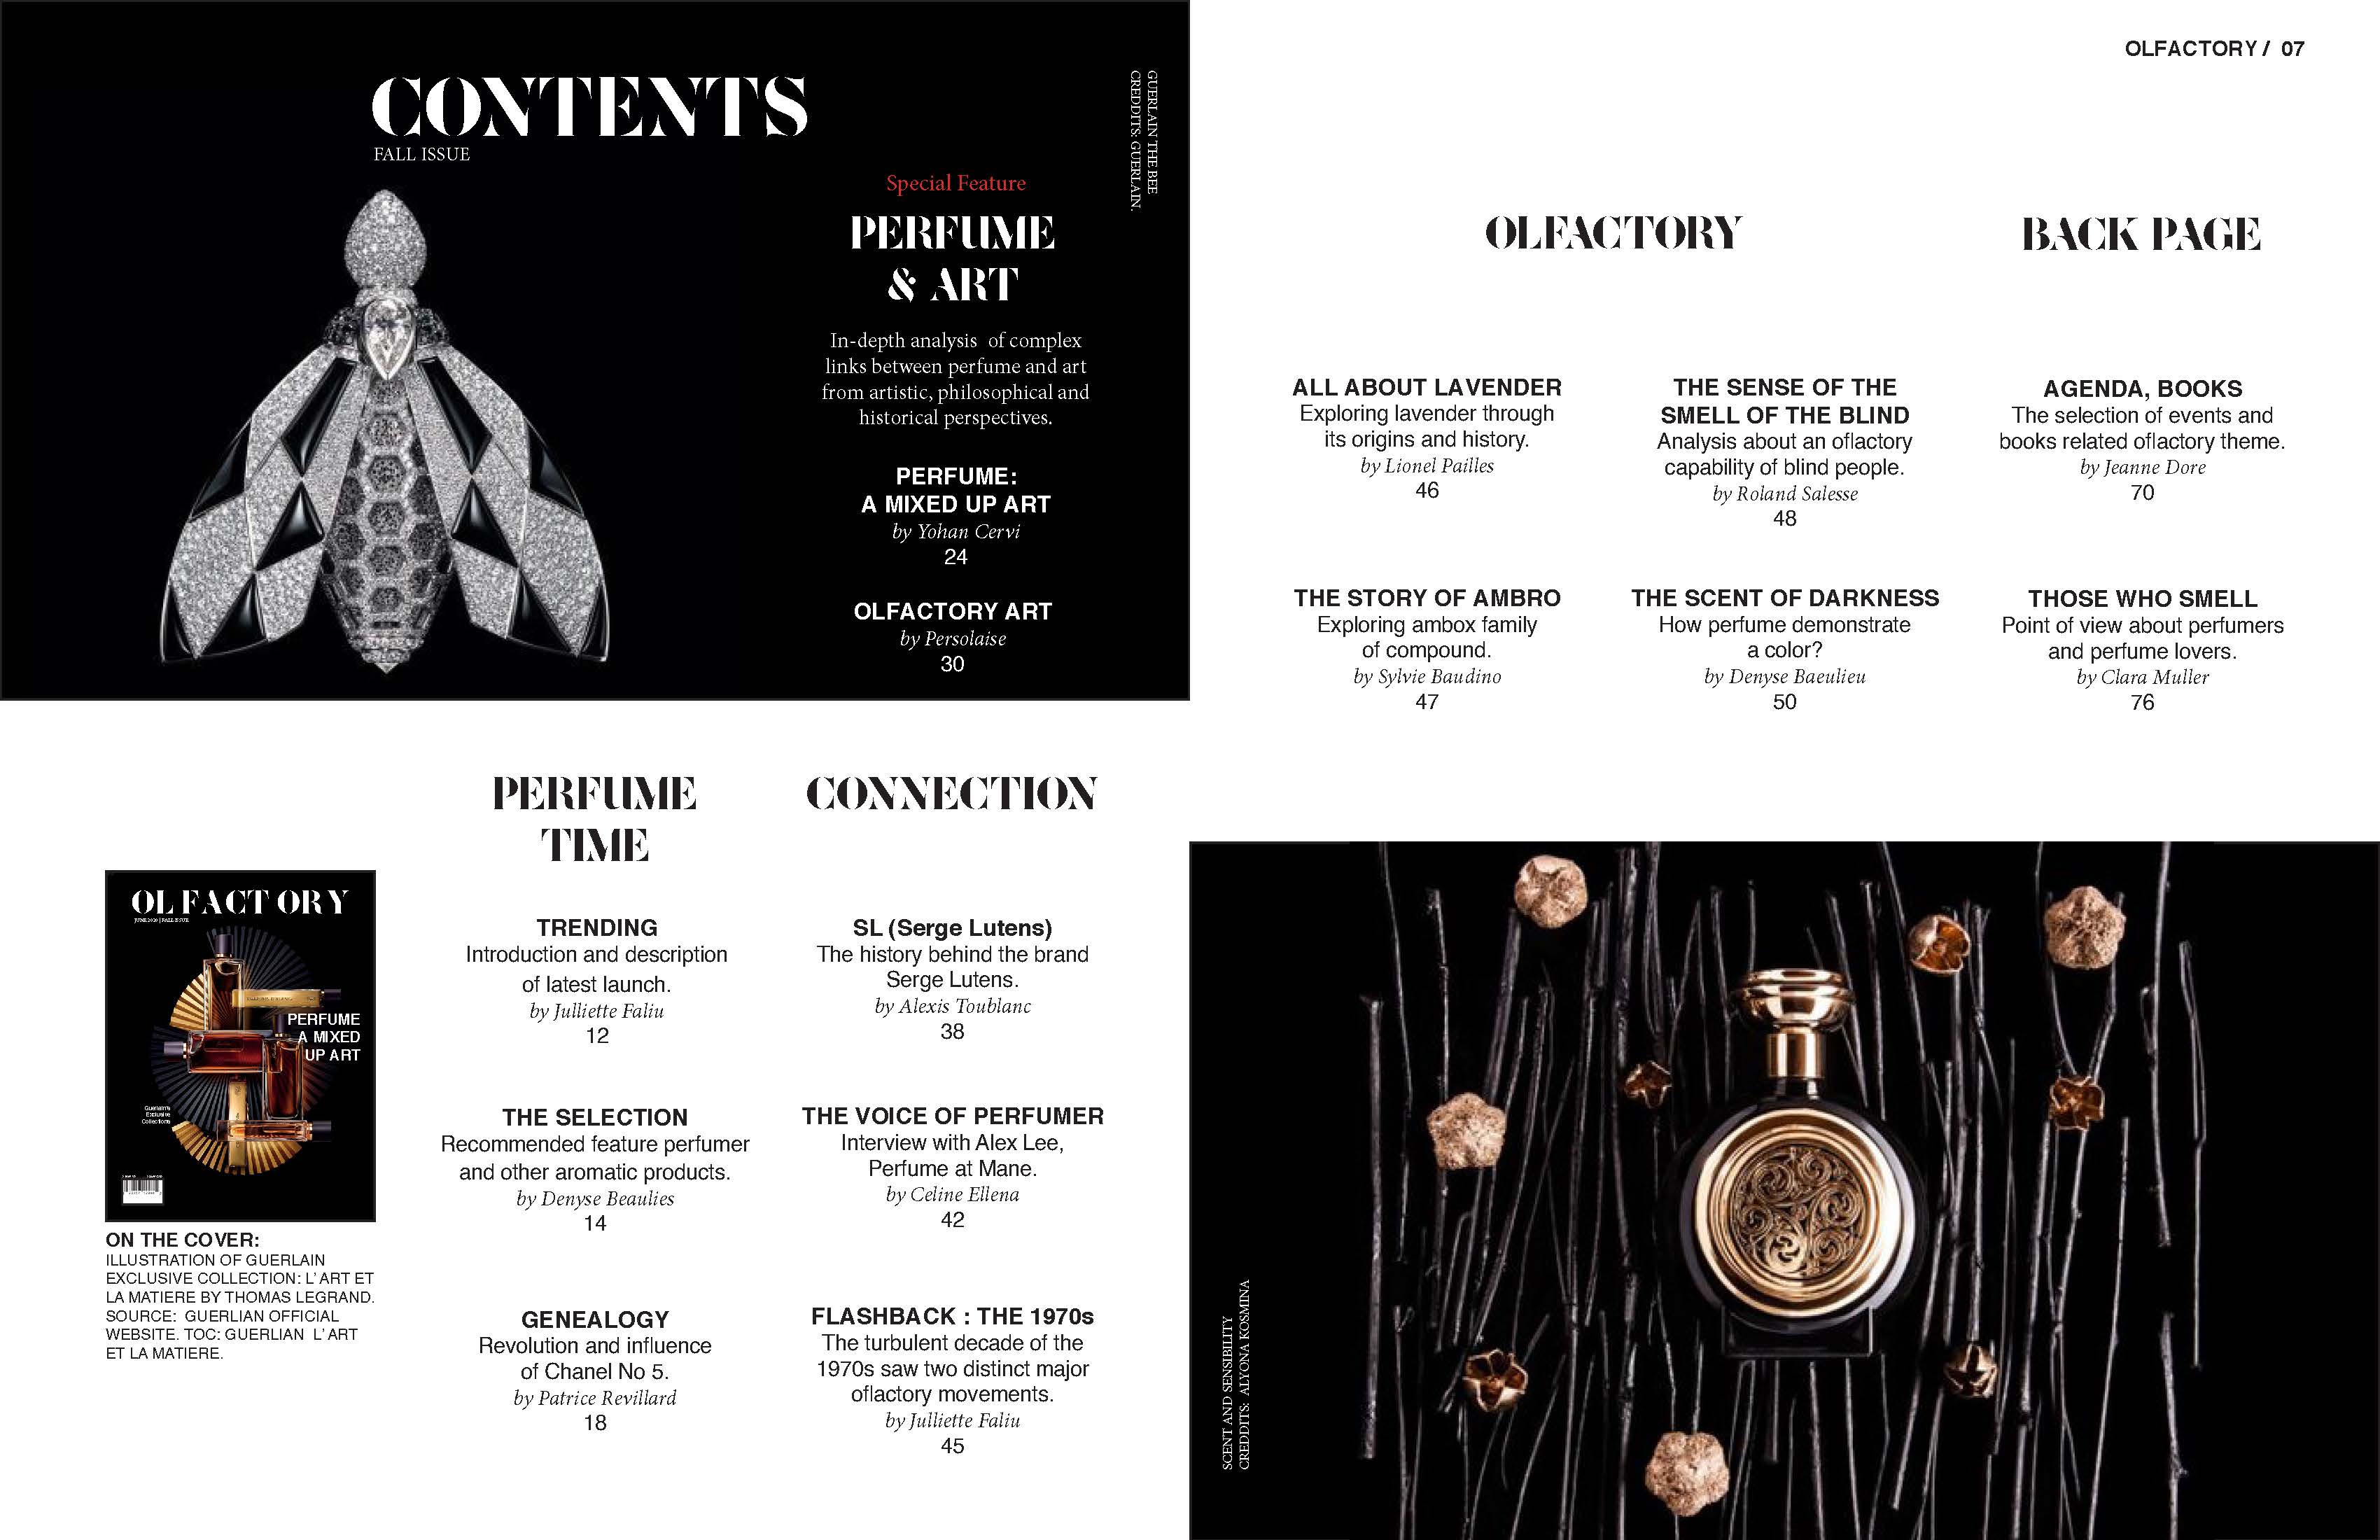 CONTENTS
FALL ISSUE
GUERLAIN THE BEE
CREDDITS: GUERLAIN.
Special Feature
PERFUME
& ART
In-depth analysis of complex
links between perfume and art
from artistic, philosophical and
historical perspectives.
PERFUME:
A MIXED UP ART
by Yohan Cervi
24
OLFACTORY ART
by Persolaise
30
PERFUME
TIME
TRENDING
Introduction and description
of latest launch.
by Julliette Faliu
12
THE SELECTION
Recommended feature perfumer
and other aromatic products.
by Denyse Beaulies
14
GENEALOGY
Revolution and influence
of Chanel No 5.
by Patrice Revillard
18
CONNECTION
SL (Serge Lutens)
The history behind the brand
Serge Lutens.
by Alexis Toublanc
38
THE VOICE OF PERFUMER
Interview with Alex Lee,
Perfume at Mane.
by Celine Ellena
42
FLASHBACK : THE 1970s
The turbulent decade of the
1970s saw two distinct major
oflactory movements.
by Julliette Faliu
45
OLFACTORY
JUNE 2020 | FALL ISSUE
PERFUME
A MIXED
UP ART
Guerlain's
Exclusive
Collections
ON THE COVER:
ILLUSTRATION OF GUERLAIN
EXCLUSIVE COLLECTION: L' ART ET
LA MATIERE BY THOMAS LEGRAND.
SOURCE: GUERLIAN OFFICIAL
WEBSITE. TOC: GUERLIAN L' ART
ET LA MATIERE.
OLFACTORY / 07
OLFACTORY
ALL ABOUT LAVENDER
Exploring lavender through
its origins and history.
by Lionel Pailles
46
THE STORY OF AMBRO
Exploring ambox family
of compound.
by Sylvie Baudino
47
THE SENSE OF THE
SMELL OF THE BLIND
Analysis about an oflactory
capability of blind people.
by Roland Salesse
48
THE SCENT OF DARKNESS
How perfume demonstrate
a color?
by Denyse Baeulieu
50
BACK PAGE
AGENDA, BOOKS
The selection of events and
books related oflactory theme.
by Jeanne Dore
70
THOSE WHO SMELL
Point of view about perfumers
and perfume lovers.
by Clara Muller
76
SCENT AND SENSIBILITY
CREDDITS: ALYONA KOSMINA